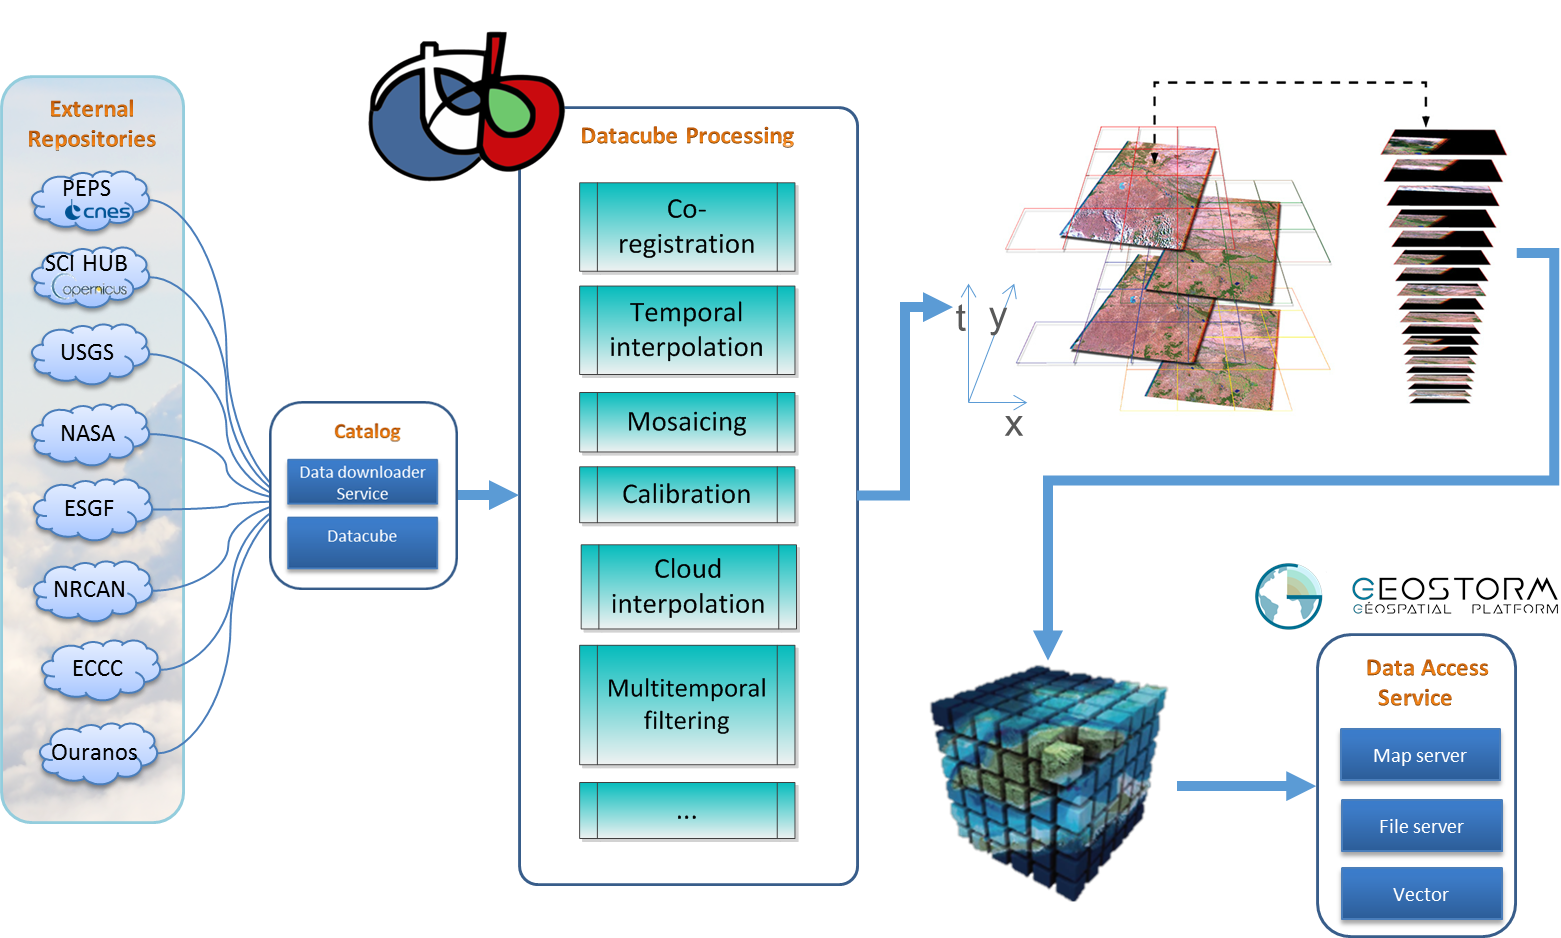 External
Repositories
PEPS
cnes
SCI HUB
opernicus
USGS
NASA
ESGF
NRCAN
ECCC
Ouranos
Catalog
Data downloader
Service
Datacube
Datacube Processing
Co-
registration
Temporal
interpolation
Mosaicing
Calibration
Cloud
interpolation
Multitemporal
filtering
...
t
y
x
GEOSTORM
GÉOSPATIAL PLATFORM
Data Access
Service
Map server
File server
Vector